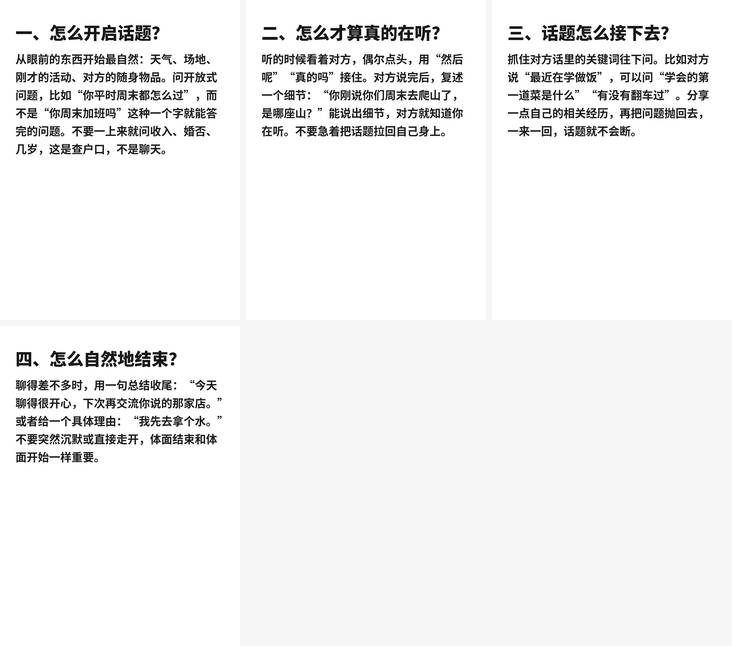 一、怎么开启话题？
从眼前的东西开始最自然：天气、场地、
刚才的活动、对方的随身物品。问开放式
问题，比如“你平时周末都怎么过”，而
不是“你周末加班吗”这种一个字就能答
完的问题。不要一上来就问收入、婚否、
几岁，这是查户口，不是聊天。
二、怎么才算真的在听？
听的时候看着对方，偶尔点头，用“然后
呢”“真的吗”接住。对方说完后，复述
一个细节：“你刚说你们周末去爬山了，
是哪座山？”能说出细节，对方就知道你
在听。不要急着把话题拉回自己身上。
三、话题怎么接下去？
抓住对方话里的关键词往下问。比如对方
说“最近在学做饭”，可以问“学会的第
一道菜是什么”“有没有翻车过”。分享
一点自己的相关经历，再把问题抛回去，
一来一回，话题就不会断。
四、怎么自然地结束？
聊得差不多时，用一句总结收尾：“今天
聊得很开心，下次再交流你说的那家店。”
或者给一个具体理由：“我先去拿个水。”
不要突然沉默或直接走开，体面结束和体
面开始一样重要。